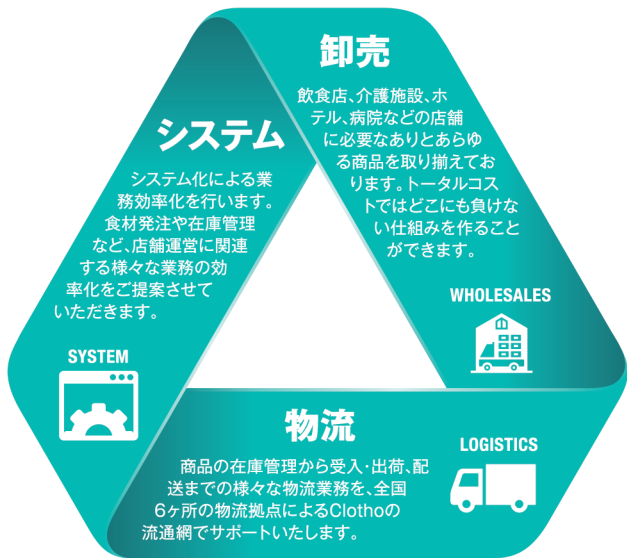 卸売
飲食店、介護施設、ホ
テル、病院などの店舗
に必要なありとあらゆ
る商品を取り揃えてお
ります。トータルコス
トではどこにも負けな
い仕組みを作ること
ができます。
WHOLESALES
システム
システム化による業
務効率化を行います。
食材発注や在庫管理
など、店舗運営に関連
する様々な業務の効
率化をご提案させて
いただきます。
SYSTEM
物流
商品の在庫管理から受入・出荷、配
送までの様々な物流業務を、全国
6ヶ所の物流拠点によるClothoの
流通網でサポートいたします。
LOGISTICS